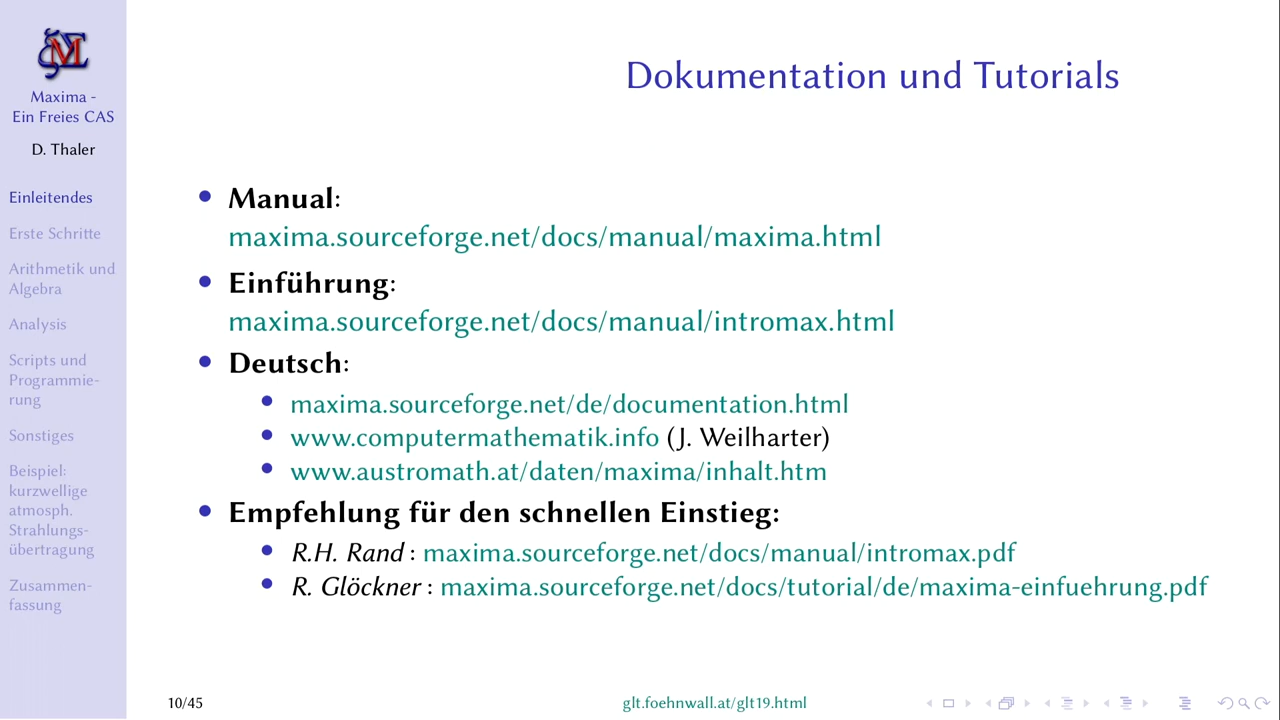 Maxima -
Ein Freies CAS
D. Thaler
Einleitendes
Erste Schritte
Arithmetik und
Algebra
Analysis
Scripts und
Programmie-
rung
Sonstiges
Beispiel:
kurzwellige
atmosph.
Strahlungs-
übertragung
Zusammen-
fassung
Dokumentation und Tutorials
• Manual:
maxima.sourceforge.net/docs/manual/maxima.html
• Einführung:
maxima.sourceforge.net/docs/manual/intromax.html
• Deutsch:
• maxima.sourceforge.net/de/documentation.html
• www.computermathematik.info (J. Weilharter)
• www.austromath.at/daten/maxima/inhalt.htm
• Empfehlung für den schnellen Einstieg:
• R.H. Rand : maxima.sourceforge.net/docs/manual/intromax.pdf
• R. Glöckner : maxima.sourceforge.net/docs/tutorial/de/maxima-einfuehrung.pdf
10/45
glt.foehnwall.at/glt19.html